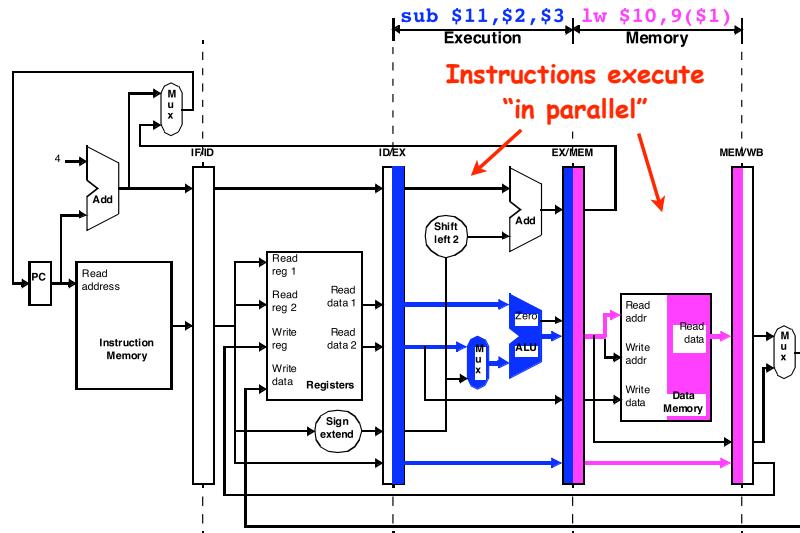 sub $11,$2,$3 lw $10,9($1)
Execution Memory
Instructions execute
“in parallel”
M
u
x
IF/ID ID/EX EX/MEM MEM/WB
4
Add
Add
Shift
left 2
PC
Read
address
Instruction
Memory
Read
reg 1
Read
reg 2
Write
reg
Write
data
Read
data 1
Read
data 2
Registers
Sign
extend
M
u
x
Zero
ALU
Read
addr
Write
addr
Write
data
Read
data
Data
Memory
M
u
x